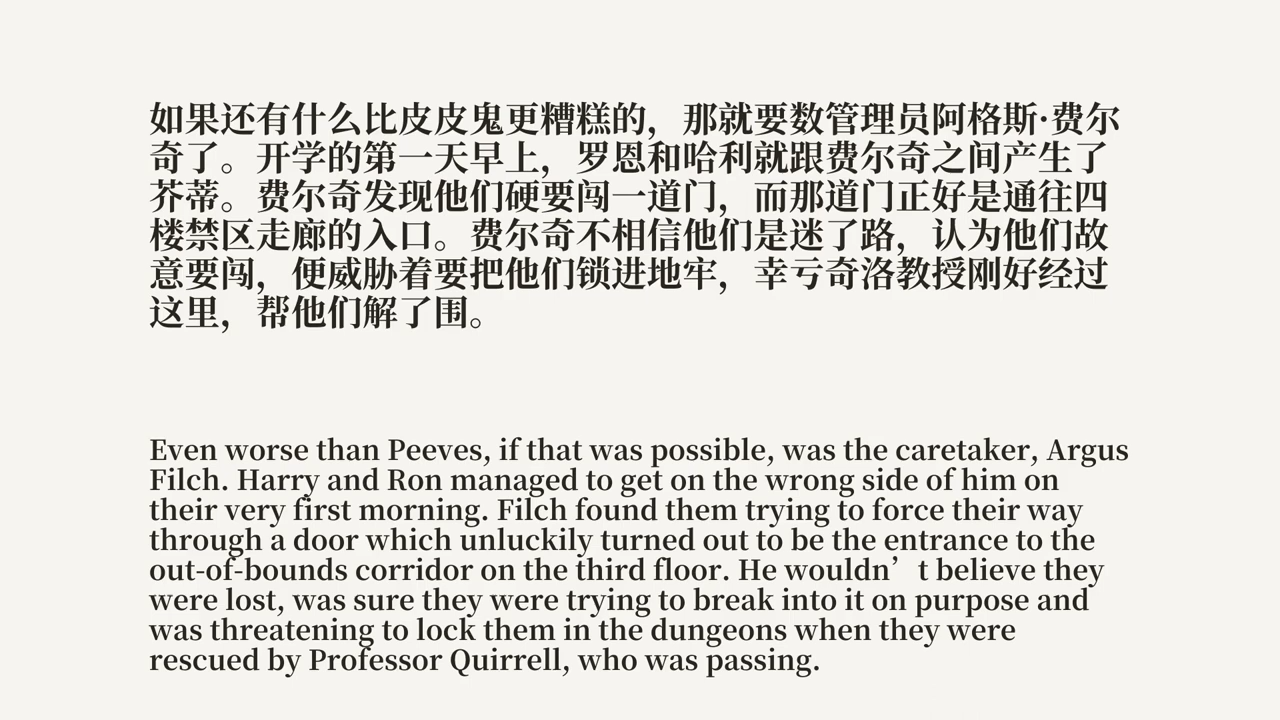 如果还有什么比皮皮鬼更糟糕的，那就要数管理员阿格斯·费尔
奇了。开学的第一天早上，罗恩和哈利就跟费尔奇之间产生了
芥蒂。费尔奇发现他们硬要闯一道门，而那道门正好是通往四
楼禁区走廊的入口。费尔奇不相信他们是迷了路，认为他们故
意要闯，便威胁着要把他们锁进地牢，幸亏奇洛教授刚好经过
这里，帮他们解了围。
Even worse than Peeves, if that was possible, was the caretaker, Argus
Filch. Harry and Ron managed to get on the wrong side of him on
their very first morning. Filch found them trying to force their way
through a door which unluckily turned out to be the entrance to the
out-of-bounds corridor on the third floor. He wouldn’t believe they
were lost, was sure they were trying to break into it on purpose and
was threatening to lock them in the dungeons when they were
rescued by Professor Quirrell, who was passing.